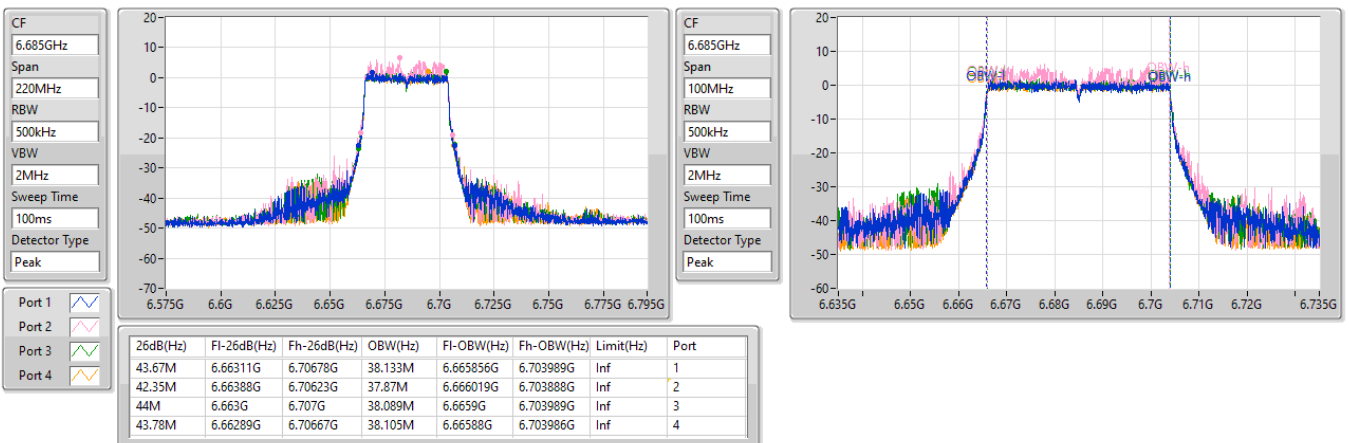 CF
6.685GHz
Span
220MHz
RBW
500kHz
VBW
2MHz
Sweep Time
100ms
Detector Type
Peak
20
10
0
-10
-20
-30
-40
-50
-60
-70
6.575G 6.6G 6.625G 6.65G 6.675G 6.7G 6.725G 6.75G 6.775G 6.795G
CF
6.685GHz
Span
100MHz
RBW
500kHz
VBW
2MHz
Sweep Time
100ms
Detector Type
Peak
20
10
0
-10
-20
-30
-40
-50
-60
OBW-h
OBW-h
6.635G 6.65G 6.66G 6.67G 6.68G 6.69G 6.7G 6.71G 6.72G 6.735G
Port 1
Port 2
Port 3
Port 4
26dB(Hz) Fl-26dB(Hz) Fh-26dB(Hz) OBW(Hz) Fl-OBW(Hz) Fh-OBW(Hz) Limit(Hz) Port
43.67M 6.66311G 6.70678G 38.133M 6.665856G 6.703989G Inf 1
42.35M 6.66388G 6.70623G 37.87M 6.666019G 6.703888G Inf 2
44M 6.663G 6.707G 38.089M 6.6659G 6.703989G Inf 3
43.78M 6.66289G 6.70667G 38.105M 6.66588G 6.703986G Inf 4